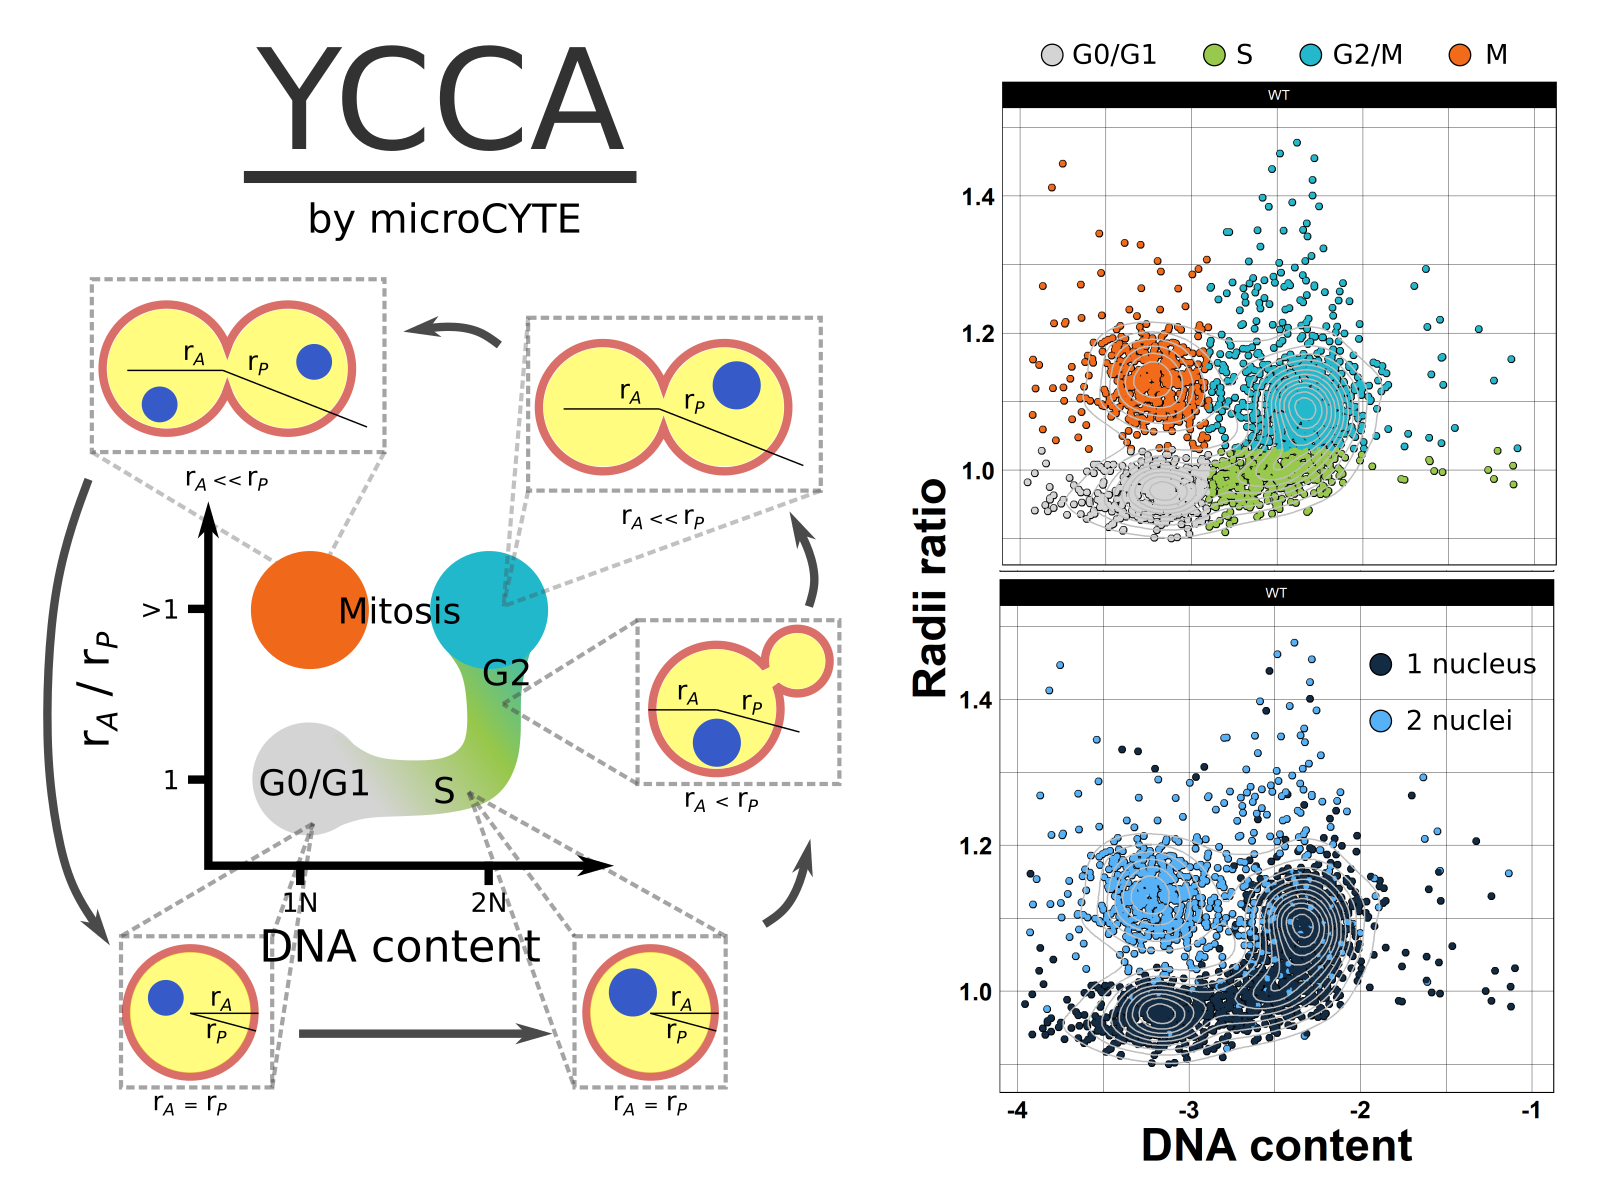 YCCA
by microCYTE
rA rP
rA << rP
rA rP
rA << rP
rA / rP
>1
1
Mitosis
G2
G0/G1
S
1N
2N
DNA content
rA rP
rA < rP
rA
rP
rA = rP
rA
rP
rA = rP
G0/G1 S G2/M M
WT
1.4
1.2
1.0
Radii ratio
WT
1 nucleus
2 nuclei
1.4
1.2
1.0
-4 -3 -2 -1
DNA content